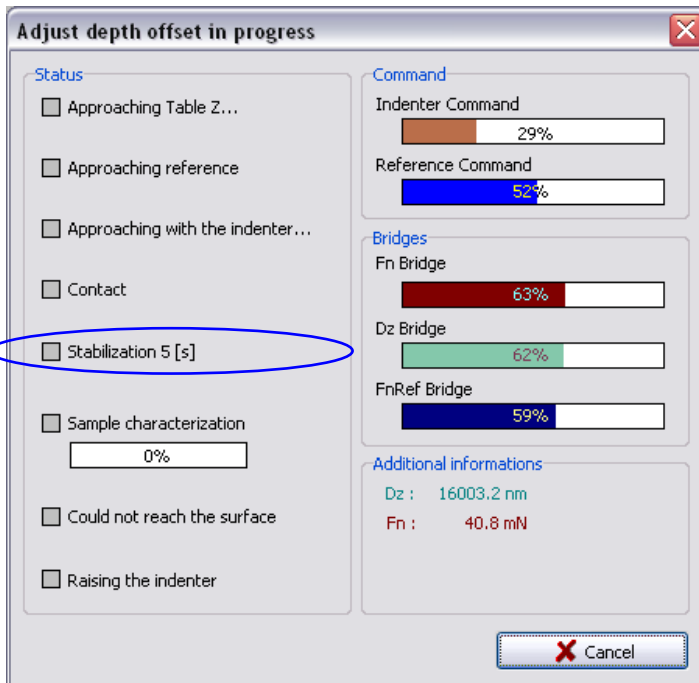 Adjust depth offset in progress
Status
Approaching Table Z...
Approaching reference
Approaching with the indenter...
Contact
Stabilization 5 [s]
Sample characterization
0%
Could not reach the surface
Raising the indenter
Command
Indenter Command
29%
Reference Command
52%
Bridges
Fn Bridge
63%
Dz Bridge
62%
FnRef Bridge
59%
Additional informations
Dz : 16003.2 nm
Fn : 40.8 mN
Cancel